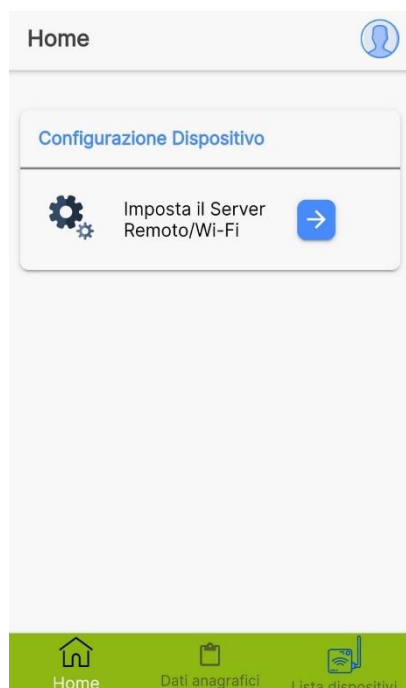 Home
Configurazione Dispositivo
Imposta il Server
Remoto/Wi-Fi
Home
Dati anagrafici
Lista dispositivi